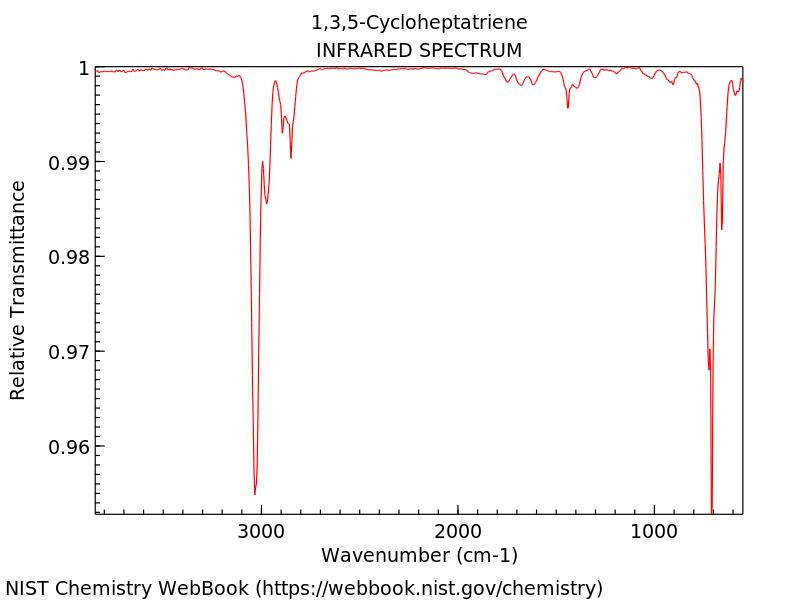 1,3,5-Cycloheptatriene
INFRARED SPECTRUM
1
0.99
0.98
0.97
0.96
Relative Transmittance
3000 2000 1000
Wavenumber (cm-1)
NIST Chemistry WebBook (https://webbook.nist.gov/chemistry)